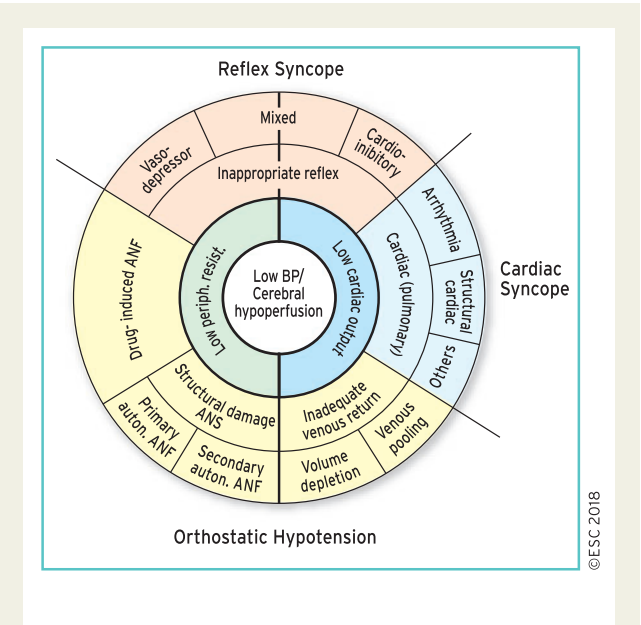 Reflex Syncope
Mixed
Vaso-
depressor
Cardio-
inibitory
Inappropriate reflex
Arrhythmia
Structural
cardiac
Others
Cardiac (pulmonary)
Cardiac
Syncope
Drug- induced ANF
Low periph. resist.
Low cardiac output
Low BP/
Cerebral
hypoperfusion
Structural damage
ANS
Primary
auton. ANF
Secondary
auton. ANF
Inadequate
venous return
Volume
depletion
Venous
pooling
Orthostatic Hypotension
©ESC 2018